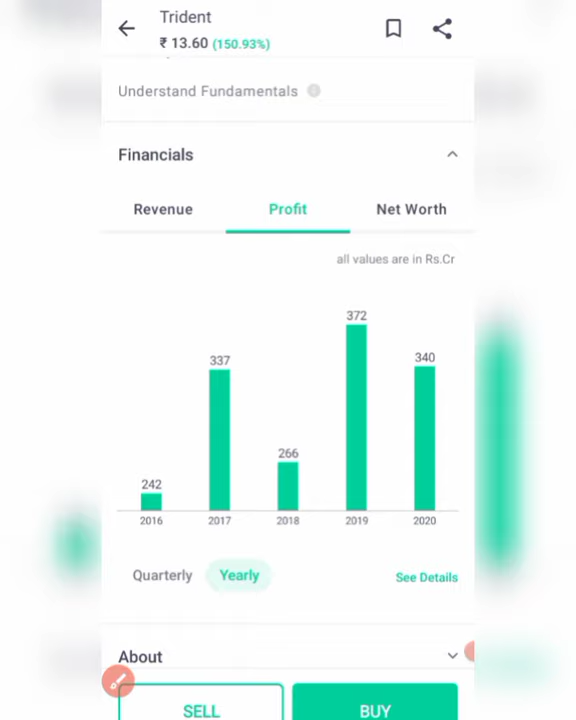 Trident
₹ 13.60 (150.93%)
Understand Fundamentals
Financials
Revenue Profit Net Worth
all values are in Rs.Cr
242 337 266 372 340
2016 2017 2018 2019 2020
Quarterly Yearly See Details
About
SELL BUY